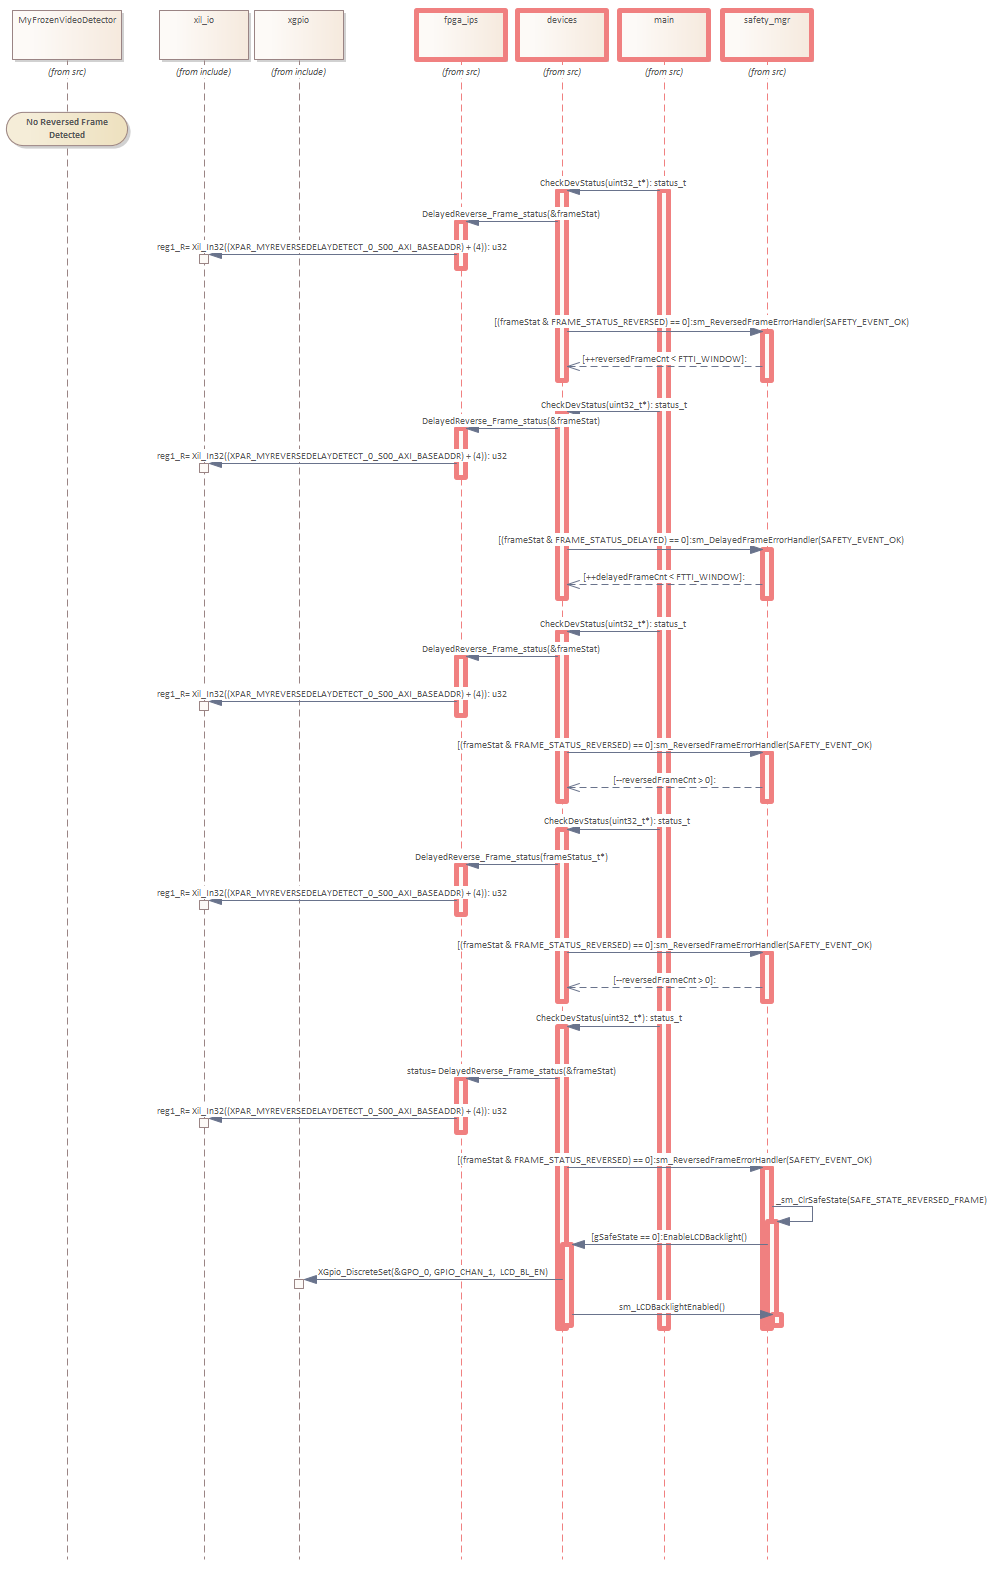 MyFrozenVideoDetector
xil_io
xgpio
fpga_ips
devices
main
safety_mgr
(from src)
(from include)
(from include)
(from src)
(from src)
(from src)
(from src)
No Reversed Frame
Detected
CheckDevStatus(uint32_t*): status_t
DelayedReverse_Frame_status(&frameStat)
reg1_R= Xil_In32((XPAR_MYREVERSEDELAYDETECT_0_S00_AXI_BASEADDR) + (4)): u32
[(frameStat & FRAME_STATUS_REVERSED) == 0]:sm_ReversedFrameErrorHandler(SAFETY_EVENT_OK)
[++reversedFrameCnt < FTTI_WINDOW]:
CheckDevStatus(uint32_t*): status_t
DelayedReverse_Frame_status(&frameStat)
reg1_R= Xil_In32((XPAR_MYREVERSEDELAYDETECT_0_S00_AXI_BASEADDR) + (4)): u32
[(frameStat & FRAME_STATUS_DELAYED) == 0]:sm_DelayedFrameErrorHandler(SAFETY_EVENT_OK)
[++delayedFrameCnt < FTTI_WINDOW]:
CheckDevStatus(uint32_t*): status_t
DelayedReverse_Frame_status(&frameStat)
reg1_R= Xil_In32((XPAR_MYREVERSEDELAYDETECT_0_S00_AXI_BASEADDR) + (4)): u32
[(frameStat & FRAME_STATUS_REVERSED) == 0]:sm_ReversedFrameErrorHandler(SAFETY_EVENT_OK)
[--reversedFrameCnt > 0]:
CheckDevStatus(uint32_t*): status_t
DelayedReverse_Frame_status(frameStatus_t*)
reg1_R= Xil_In32((XPAR_MYREVERSEDELAYDETECT_0_S00_AXI_BASEADDR) + (4)): u32
[(frameStat & FRAME_STATUS_REVERSED) == 0]:sm_ReversedFrameErrorHandler(SAFETY_EVENT_OK)
[--reversedFrameCnt > 0]:
CheckDevStatus(uint32_t*): status_t
status= DelayedReverse_Frame_status(&frameStat)
reg1_R= Xil_In32((XPAR_MYREVERSEDELAYDETECT_0_S00_AXI_BASEADDR) + (4)): u32
[(frameStat & FRAME_STATUS_REVERSED) == 0]:sm_ReversedFrameErrorHandler(SAFETY_EVENT_OK)
_sm_ClrSafeState(SAFE_STATE_REVERSED_FRAME)
[gSafeState == 0]:EnableLCDBacklight()
XGpio_DiscreteSet(&GPO_0, GPIO_CHAN_1, LCD_BL_EN)
sm_LCDBacklightEnabled()